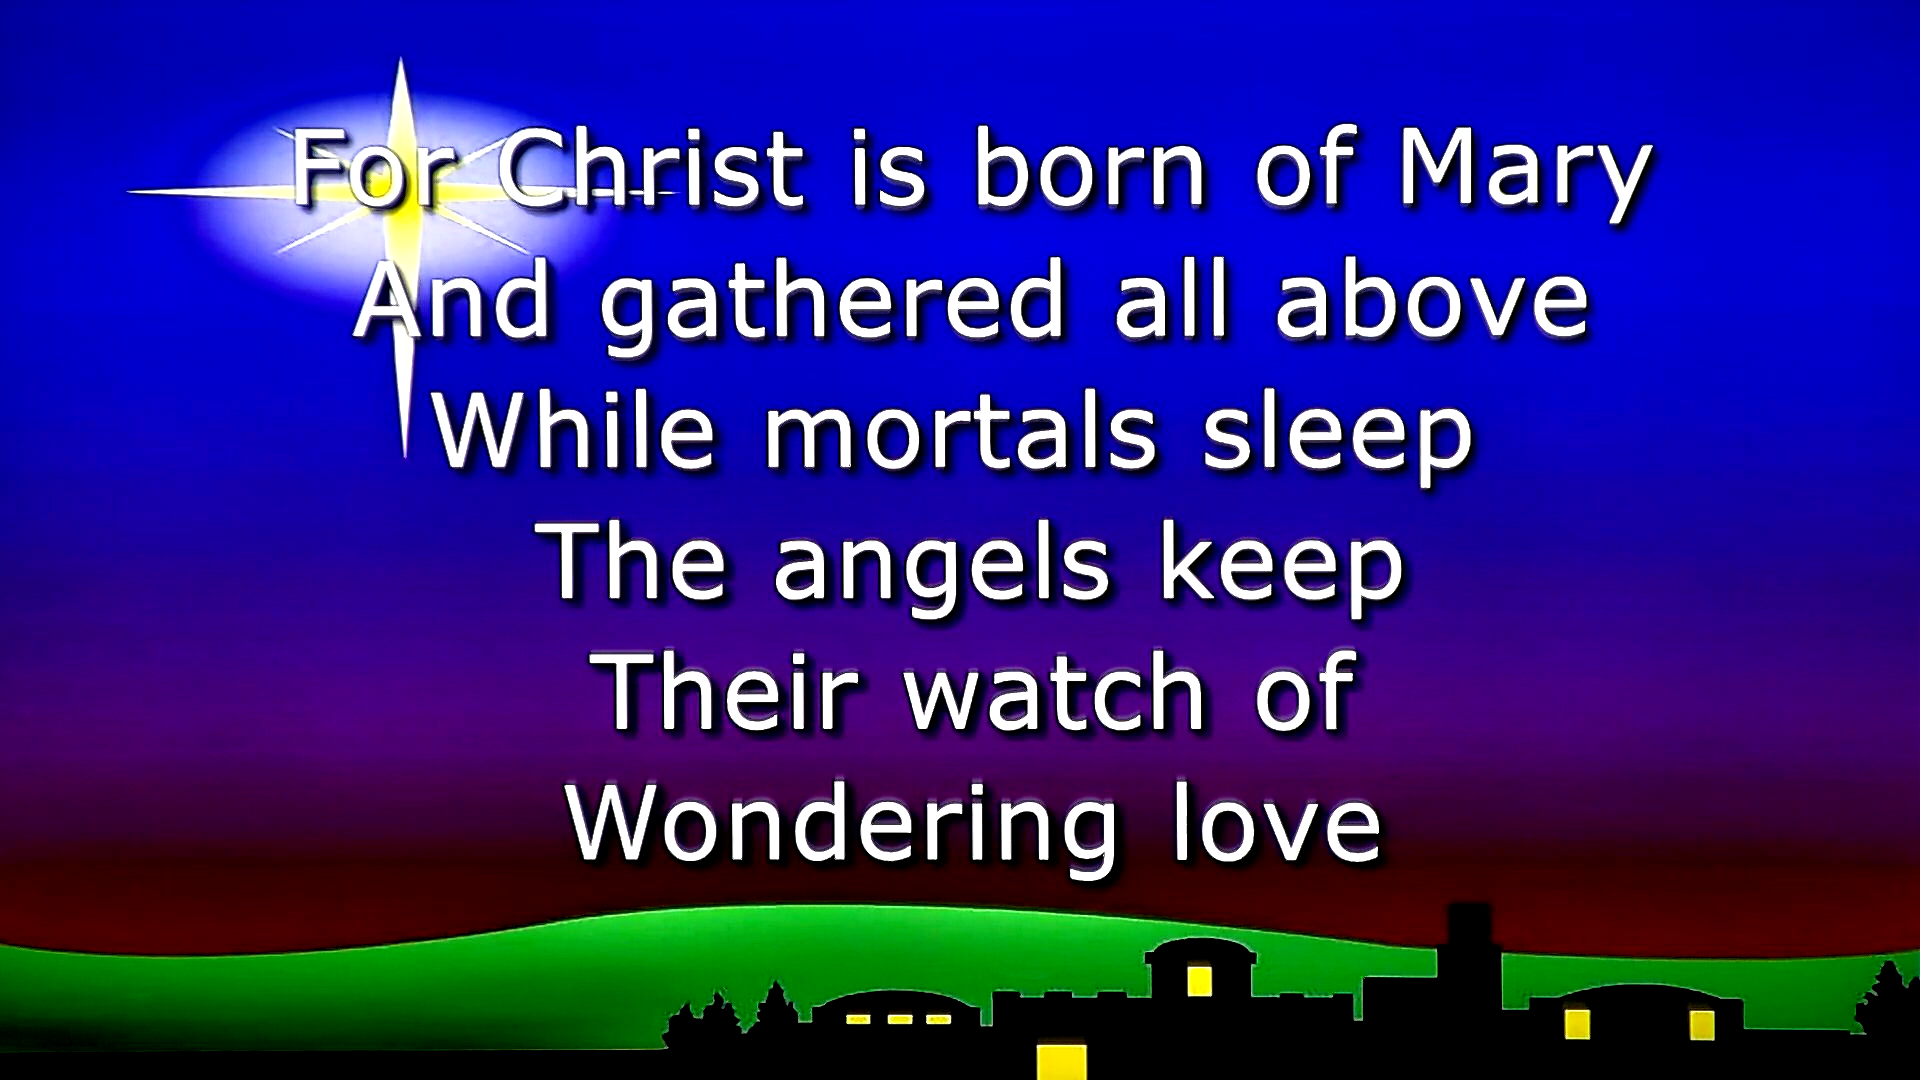 For Christ is born of Mary
And gathered all above
While mortals sleep
The angels keep
Their watch of
Wondering love